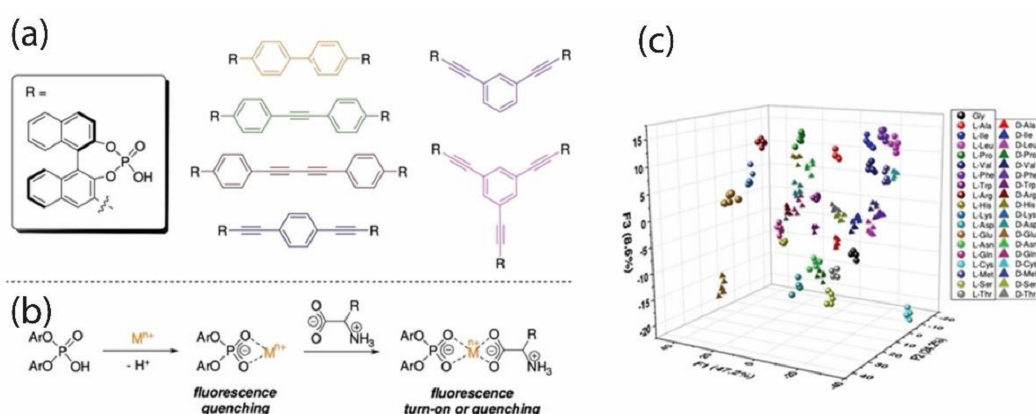 (a)
R =
O
P
O
O
OH
R
R
R
R
R
R
R
R
R
R
R
R
R
(b)
ArO
ArO
P
O
OH
Mn+
- H+
ArO
ArO
P
O
O
Mn+
fluorescence
quenching
O
O
R
NH3
ArO
ArO
P
O
O
n+
M
O
O
R
NH3
fluorescence
turn-on or quenching
(c)
15
10
5
0
-5
-10
-15
-20
F3 (8.6%)
F1 (47.2%)
Gly
L-Ala D-Ala
L-Ile D-Ile
L-Leu D-Leu
L-Pro D-Pro
L-Val D-Val
L-Phe D-Phe
L-Trp D-Trp
L-Arg D-Arg
L-His D-His
L-Lys
L-Asp D-Asp
L-Glu D-Glu
L-Asn D-Asn
L-Gln D-Gln
L-Cys D-Cys
L-Met D-Met
L-Ser D-Ser
L-Thr D-Thr